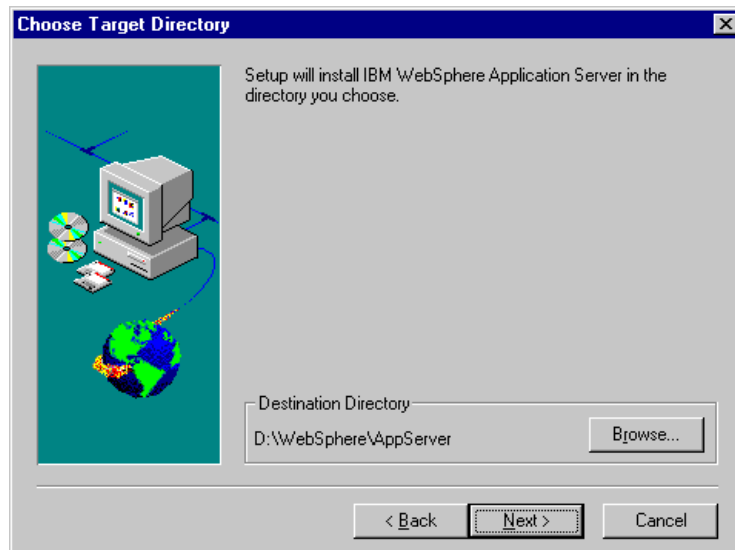 Choose Target Directory
Setup will install IBM WebSphere Application Server in the
directory you choose.
Destination Directory
D:\WebSphere\AppServer
Browse...
< Back
Next >
Cancel